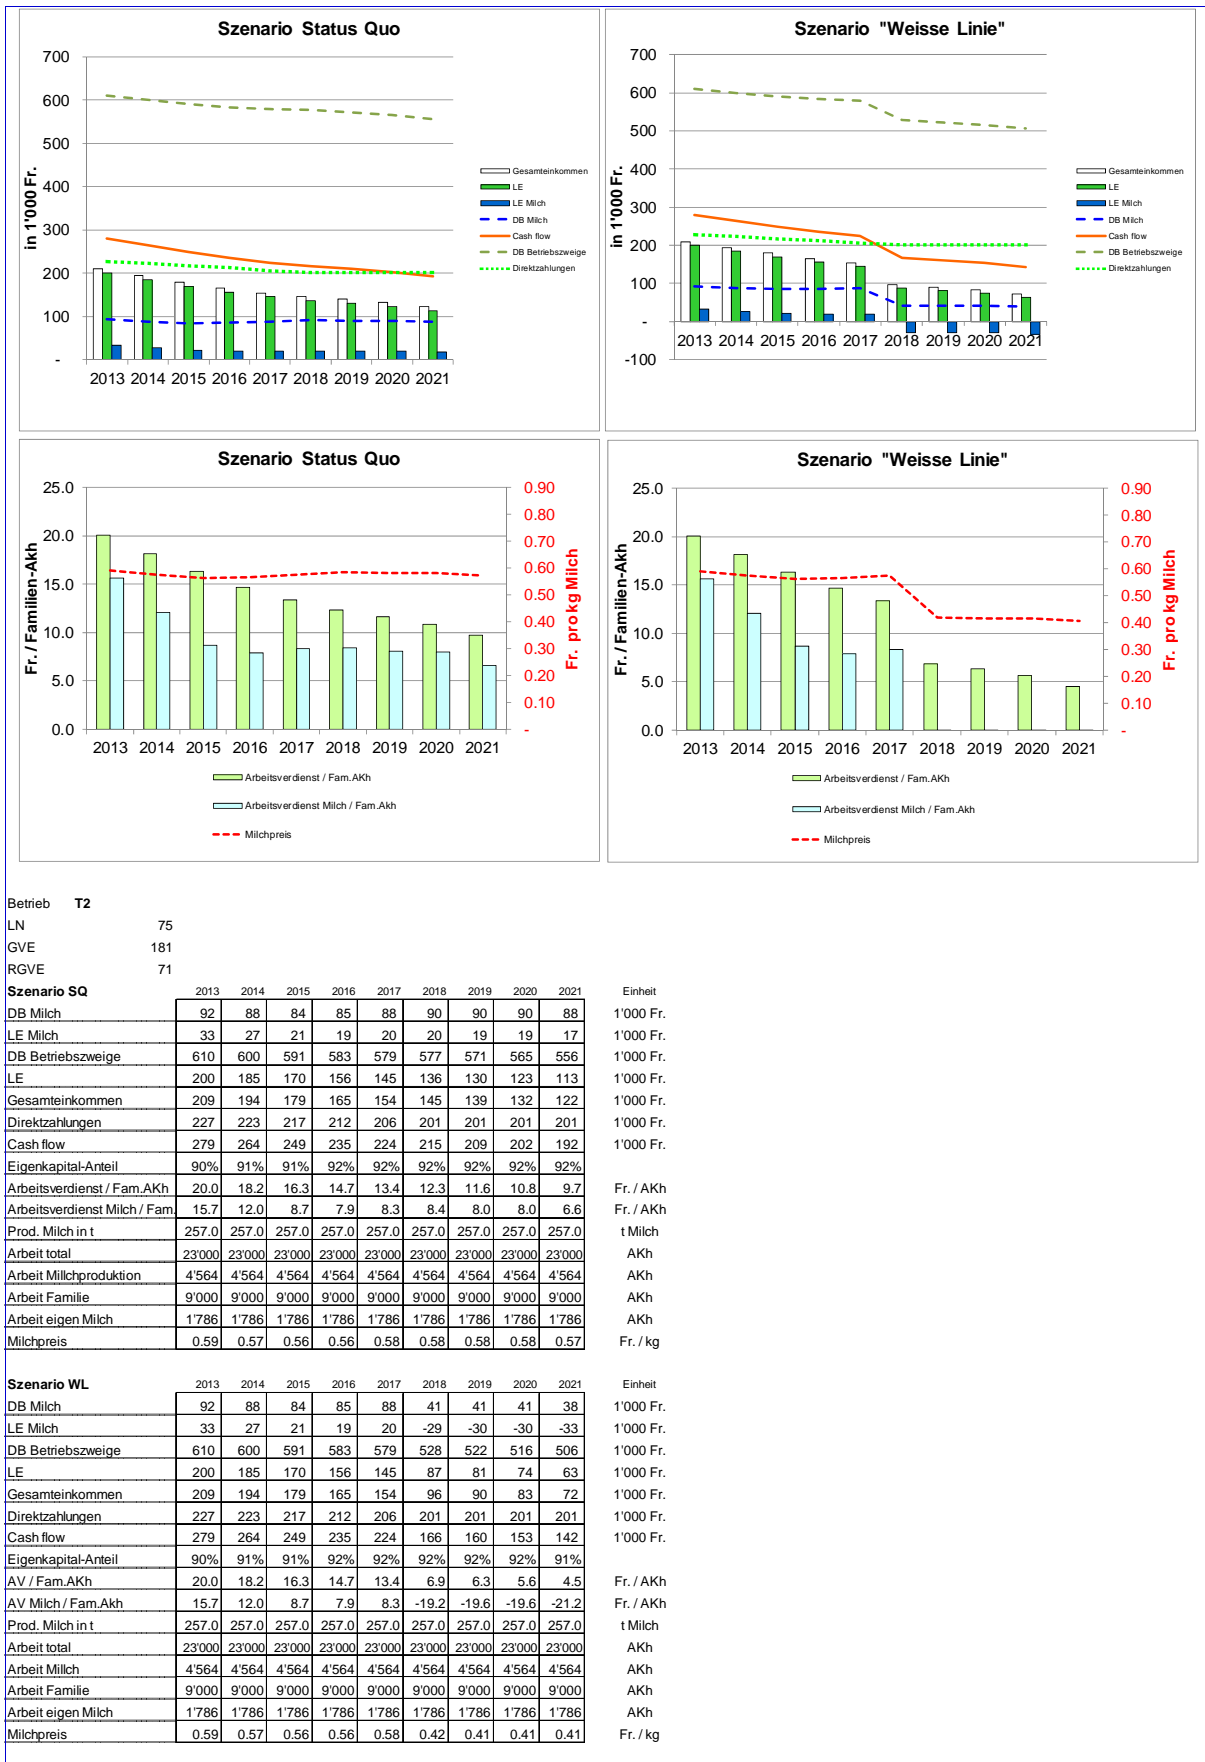 Szenario Status Quo
700
600
500
400
300
200
100
-
in 1'000 Fr.
2013 2014 2015 2016 2017 2018 2019 2020 2021
Gesamteinkommen
LE
LE Milch
DB Milch
Cash flow
DB Betriebszweige
Direktzahlungen
Szenario "Weisse Linie"
700
600
500
400
300
200
100
-
-100
in 1'000 Fr.
2013 2014 2015 2016 2017 2018 2019 2020 2021
Gesamteinkommen
LE
LE Milch
DB Milch
Cash flow
DB Betriebszweige
Direktzahlungen
Szenario Status Quo
25.0
20.0
15.0
10.0
5.0
0.0
Fr. / Familien-Akh
0.90
0.80
0.70
0.60
0.50
0.40
0.30
0.20
0.10
-
Fr. pro kg Milch
2013 2014 2015 2016 2017 2018 2019 2020 2021
Arbeitsverdienst / Fam.AKh
Arbeitsverdienst Milch / Fam.Akh
Milchpreis
Szenario "Weisse Linie"
25.0
20.0
15.0
10.0
5.0
0.0
Fr. / Familien-Akh
0.90
0.80
0.70
0.60
0.50
0.40
0.30
0.20
0.10
-
Fr. pro kg Milch
2013 2014 2015 2016 2017 2018 2019 2020 2021
Arbeitsverdienst / Fam.AKh
Arbeitsverdienst Milch / Fam.Akh
Milchpreis
Betrieb T2
LN 75
GVE 181
RGVE 71
Szenario SQ 2013 2014 2015 2016 2017 2018 2019 2020 2021 Einheit
DB Milch 92 88 84 85 88 90 90 90 88 1'000 Fr.
LE Milch 33 27 21 19 20 20 19 19 17 1'000 Fr.
DB Betriebszweige 610 600 591 583 579 577 571 565 556 1'000 Fr.
LE 200 185 170 156 145 136 130 123 113 1'000 Fr.
Gesamteinkommen 209 194 179 165 154 145 139 132 122 1'000 Fr.
Direktzahlungen 227 223 217 212 206 201 201 201 201 1'000 Fr.
Cash flow 279 264 249 235 224 215 209 202 192 1'000 Fr.
Eigenkapital-Anteil 90% 91% 91% 92% 92% 92% 92% 92% 92%
Arbeitsverdienst / Fam.AKh 20.0 18.2 16.3 14.7 13.4 12.3 11.6 10.8 9.7 Fr. / AKh
Arbeitsverdienst Milch / Fam. 15.7 12.0 8.7 7.9 8.3 8.4 8.0 8.0 6.6 Fr. / AKh
Prod. Milch in t 257.0 257.0 257.0 257.0 257.0 257.0 257.0 257.0 257.0 t Milch
Arbeit total 23'000 23'000 23'000 23'000 23'000 23'000 23'000 23'000 23'000 AKh
Arbeit Millchproduktion 4'564 4'564 4'564 4'564 4'564 4'564 4'564 4'564 4'564 AKh
Arbeit Familie 9'000 9'000 9'000 9'000 9'000 9'000 9'000 9'000 9'000 AKh
Arbeit eigen Milch 1'786 1'786 1'786 1'786 1'786 1'786 1'786 1'786 1'786 AKh
Milchpreis 0.59 0.57 0.56 0.56 0.58 0.58 0.58 0.58 0.57 Fr. / kg
Szenario WL 2013 2014 2015 2016 2017 2018 2019 2020 2021 Einheit
DB Milch 92 88 84 85 88 41 41 41 38 1'000 Fr.
LE Milch 33 27 21 19 20 -29 -30 -30 -33 1'000 Fr.
DB Betriebszweige 610 600 591 583 579 528 522 516 506 1'000 Fr.
LE 200 185 170 156 145 87 81 74 63 1'000 Fr.
Gesamteinkommen 209 194 179 165 154 96 90 83 72 1'000 Fr.
Direktzahlungen 227 223 217 212 206 201 201 201 201 1'000 Fr.
Cash flow 279 264 249 235 224 166 160 153 142 1'000 Fr.
Eigenkapital-Anteil 90% 91% 91% 92% 92% 92% 92% 92% 91%
AV / Fam.AKh 20.0 18.2 16.3 14.7 13.4 6.9 6.3 5.6 4.5 Fr. / AKh
AV Milch / Fam.Akh 15.7 12.0 8.7 7.9 8.3 -19.2 -19.6 -19.6 -21.2 Fr. / AKh
Prod. Milch in t 257.0 257.0 257.0 257.0 257.0 257.0 257.0 257.0 257.0 t Milch
Arbeit total 23'000 23'000 23'000 23'000 23'000 23'000 23'000 23'000 23'000 AKh
Arbeit Millch 4'564 4'564 4'564 4'564 4'564 4'564 4'564 4'564 4'564 AKh
Arbeit Familie 9'000 9'000 9'000 9'000 9'000 9'000 9'000 9'000 9'000 AKh
Arbeit eigen Milch 1'786 1'786 1'786 1'786 1'786 1'786 1'786 1'786 1'786 AKh
Milchpreis 0.59 0.57 0.56 0.56 0.58 0.42 0.41 0.41 0.41 Fr. / kg